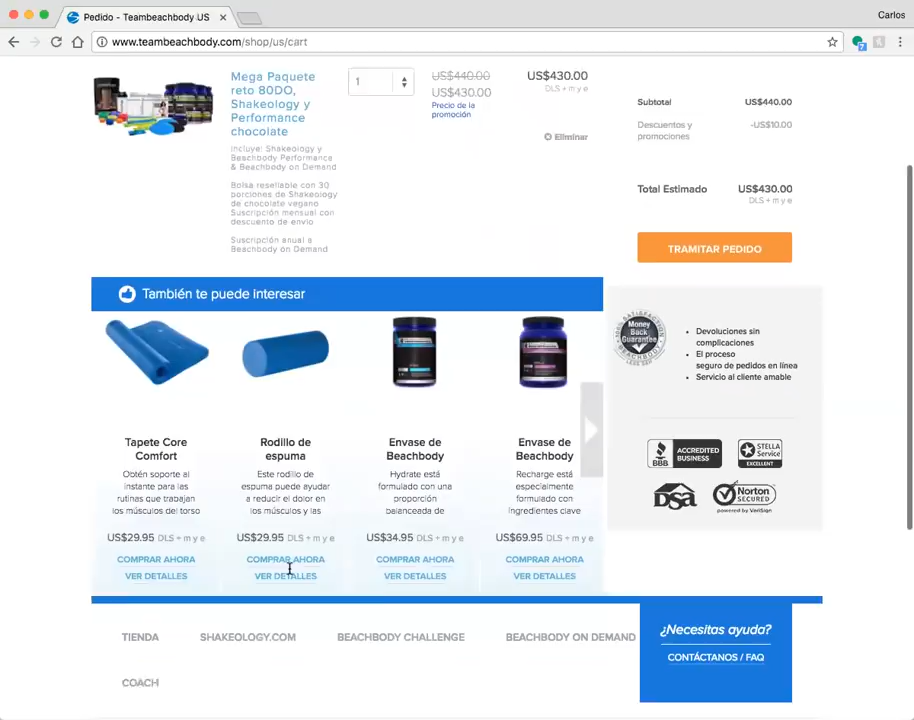 Pedido - Teambeachbody US
Carlos
www.teambeachbody.com/shop/us/cart
7
Mega Paquete
reto 80DO,
Shakeology y
Performance
chocolate
Incluye: Shakeology y
Beachbody Performance
& Beachbody on Demand
Bolsa resellable con 30
porciones de Shakeology
de chocolate vegano
Suscripción mensual con
descuento de envío
Suscripción anual a
Beachbody on Demand
1
US$440.00
US$430.00
Precio de la
promoción
US$430.00
DLS + m y e
Eliminar
Subtotal US$440.00
Descuentos y
promociones -US$10.00
Total Estimado US$430.00
DLS + m y e
TRAMITAR PEDIDO
También te puede interesar
Tapete Core
Comfort
Obtén soporte al
instante para las
rutinas que trabajan
los músculos del torso
US$29.95 DLS + m y e
COMPRAR AHORA
VER DETALLES
Rodillo de
espuma
Este rodillo de
espuma puede ayudar
a reducir el dolor en
los músculos y las
US$29.95 DLS + m y e
COMPRAR AHORA
VER DETALLES
Envase de
Beachbody
Hydrate está
formulado con una
proporción
balanceada de
US$34.95 DLS + m y e
COMPRAR AHORA
VER DETALLES
Envase de
Beachbody
Recharge está
especialmente
formulado con
ingredientes clave
US$69.95 DLS + m y e
COMPRAR AHORA
VER DETALLES
SATISFACTION
Money
Back
Guarantee
BEACHBODY
Devoluciones sin
complicaciones
El proceso
seguro de pedidos en línea
Servicio al cliente amable
BBB
ACCREDITED
BUSINESS
STELLA
Service
EXCELLENT
DSA
Norton
SECURED
powered by VeriSign
TIENDA
SHAKEOLOGY.COM
BEACHBODY CHALLENGE
BEACHBODY ON DEMAND
COACH
¿Necesitas ayuda?
CONTÁCTANOS / FAQ